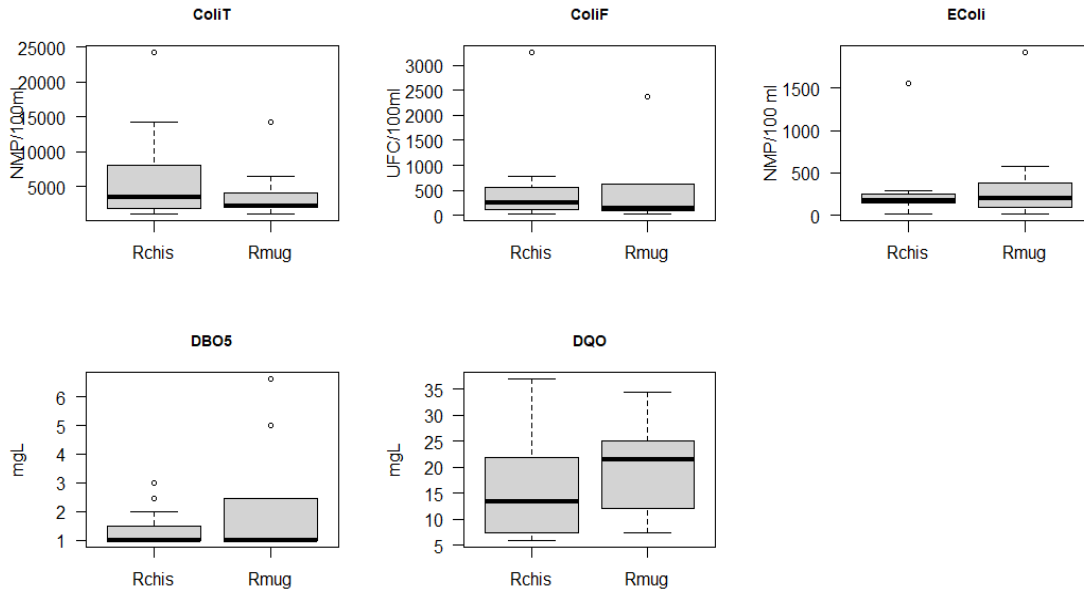 ColiT
NMP/100ml
25000
20000
15000
10000
5000
Rchis Rmug
ColiF
UFC/100ml
3000
2500
2000
1500
1000
500
0
Rchis Rmug
EColi
NMP/100 ml
1500
1000
500
0
Rchis Rmug
DBO5
mgL
6
5
4
3
2
1
Rchis Rmug
DQO
mgL
35
30
25
20
15
10
5
Rchis Rmug